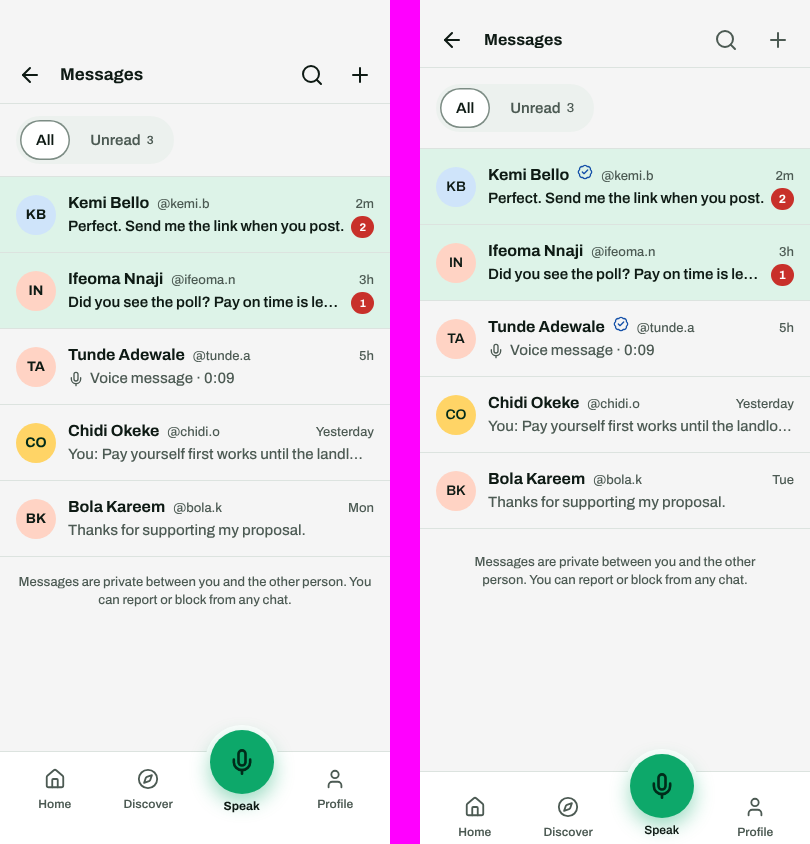 Messages
All
Unread 3
KB
Kemi Bello @kemi.b 2m
Perfect. Send me the link when you post. 2
IN
Ifeoma Nnaji @ifeoma.n 3h
Did you see the poll? Pay on time is le... 1
TA
Tunde Adewale @tunde.a 5h
Voice message · 0:09
CO
Chidi Okeke @chidi.o Yesterday
You: Pay yourself first works until the landl...
BK
Bola Kareem @bola.k Mon
Thanks for supporting my proposal.
Messages are private between you and the other person. You
can report or block from any chat.
Home
Discover
Speak
Profile
Messages
All
Unread 3
KB
Kemi Bello @kemi.b 2m
Perfect. Send me the link when you post. 2
IN
Ifeoma Nnaji @ifeoma.n 3h
Did you see the poll? Pay on time is le... 1
TA
Tunde Adewale @tunde.a 5h
Voice message · 0:09
CO
Chidi Okeke @chidi.o Yesterday
You: Pay yourself first works until the landlo...
BK
Bola Kareem @bola.k Tue
Thanks for supporting my proposal.
Messages are private between you and the other
person. You can report or block from any chat.
Home
Discover
Speak
Profile